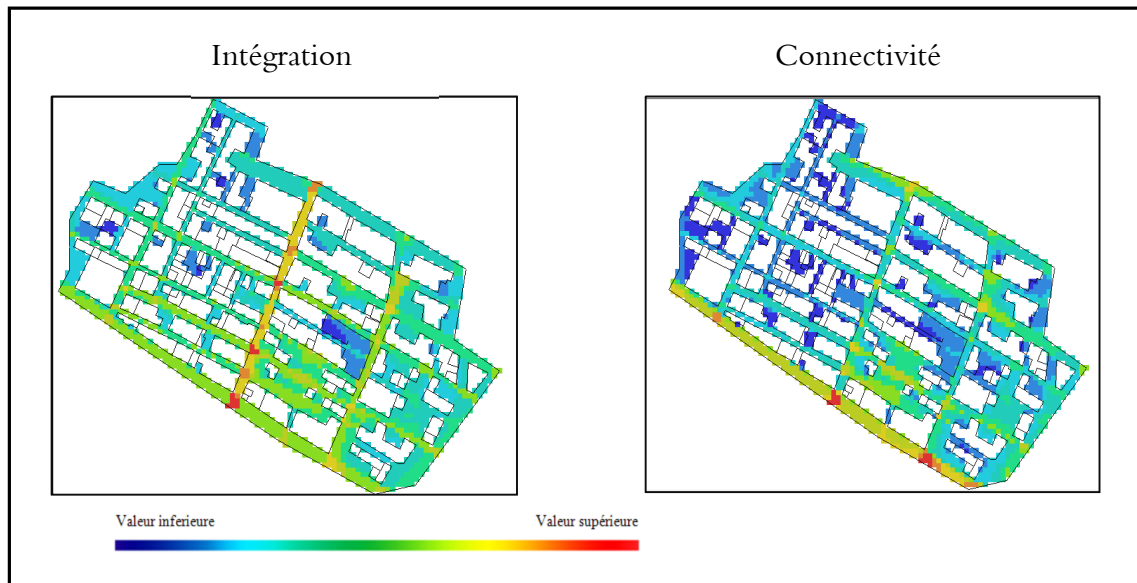 Intégration
Connectivité
Valeur inferieure
Valeur supérieure